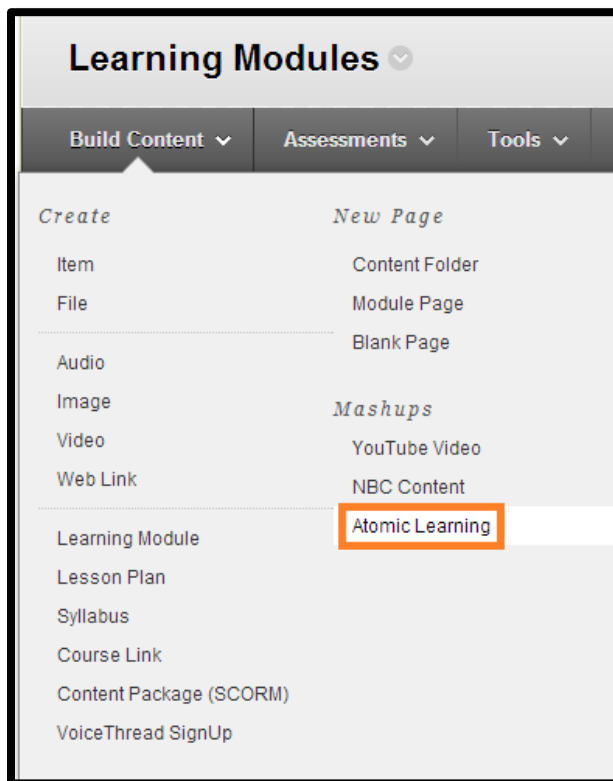 Learning Modules
Build Content
Assessments
Tools
Create
Item
File
Audio
Image
Video
Web Link
Learning Module
Lesson Plan
Syllabus
Course Link
Content Package (SCORM)
VoiceThread SignUp
New Page
Content Folder
Module Page
Blank Page
Mashups
YouTube Video
NBC Content
Atomic Learning